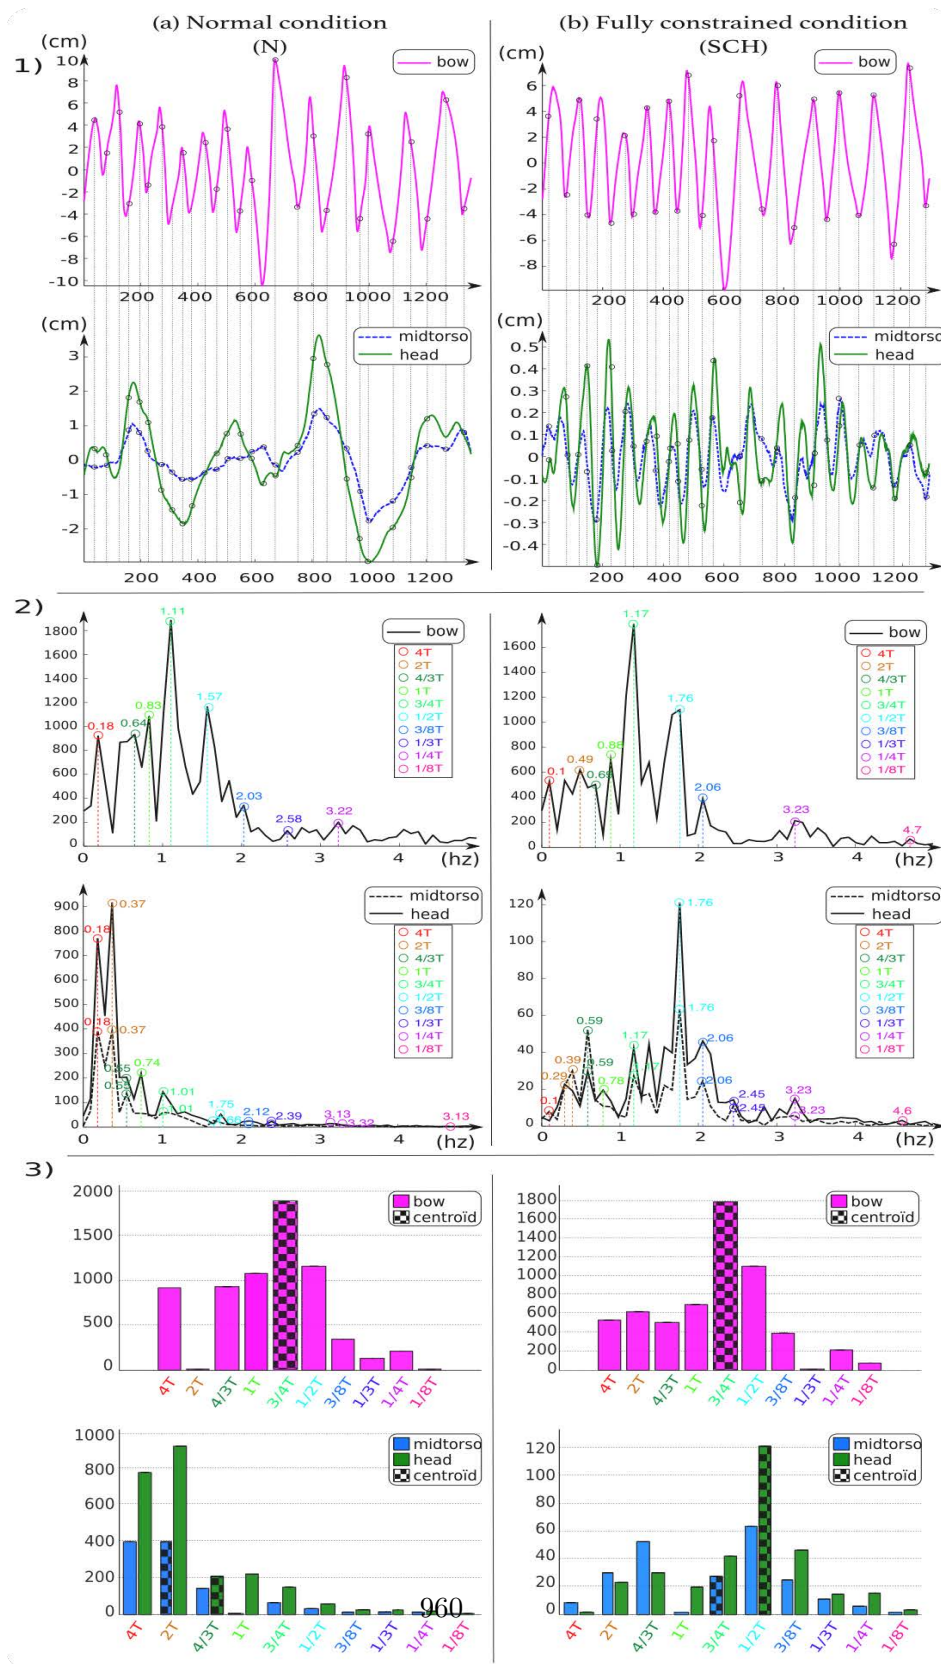 (a) Normal condition
(N)
(b) Fully constrained condition
(SCH)
1)
(cm)
10
8
6
4
2
0
-2
-4
-6
-8
-10
200 400 600 800 1000 1200
bow
(cm)
6
4
2
0
-2
-4
-6
-8
200 400 600 800 1000 1200
bow
(cm)
3
2
1
0
-1
-2
200 400 600 800 1000 1200
midtorso
head
(cm)
0.5
0.4
0.3
0.2
0.1
0
-0.1
-0.2
-0.3
-0.4
200 400 600 800 1000 1200
midtorso
head
2)
1800
1600
1400
1200
1000
800
600
400
200
0
0 1 2 3 4 (hz)
0.18 0.64 0.83 1.11 1.57 2.03 2.58 3.22
bow
4T
2T
4/3T
1T
3/4T
1/2T
3/8T
1/3T
1/4T
1/8T
1600
1400
1200
1000
800
600
400
200
0
0 1 2 3 4 (hz)
0.1 0.49 0.69 0.88 1.17 1.76 2.06 3.23 4.7
bow
4T
2T
4/3T
1T
3/4T
1/2T
3/8T
1/3T
1/4T
1/8T
900
800
700
600
500
400
300
200
100
0
0 1 2 3 4 (hz)
0.18 0.37 0.18 0.37 0.55 0.74 1.01 1.75 2.12 2.39 3.13 3.32 3.13
midtorso
head
4T
2T
4/3T
1T
3/4T
1/2T
3/8T
1/3T
1/4T
1/8T
120
100
80
60
40
20
0
0 1 2 3 4 (hz)
0.1 0.29 0.39 0.59 0.59 0.78 1.17 1.76 1.76 2.06 2.06 2.45 2.45 3.23 3.23 4.6
midtorso
head
4T
2T
4/3T
1T
3/4T
1/2T
3/8T
1/3T
1/4T
1/8T
3)
2000
1500
1000
500
0
4T 2T 4/3T 1T 3/4T 1/2T 3/8T 1/3T 1/4T 1/8T
bow
centroïd
1800
1600
1400
1200
1000
800
600
400
200
0
4T 2T 4/3T 1T 3/4T 1/2T 3/8T 1/3T 1/4T 1/8T
bow
centroïd
1000
800
600
400
200
0
4T 2T 4/3T 1T 3/4T 1/2T 3/8T 1/3T 1/4T 1/8T
midtorso
head
centroïd
120
100
80
60
40
20
0
4T 2T 4/3T 1T 3/4T 1/2T 3/8T 1/3T 1/4T 1/8T
midtorso
head
centroïd
960